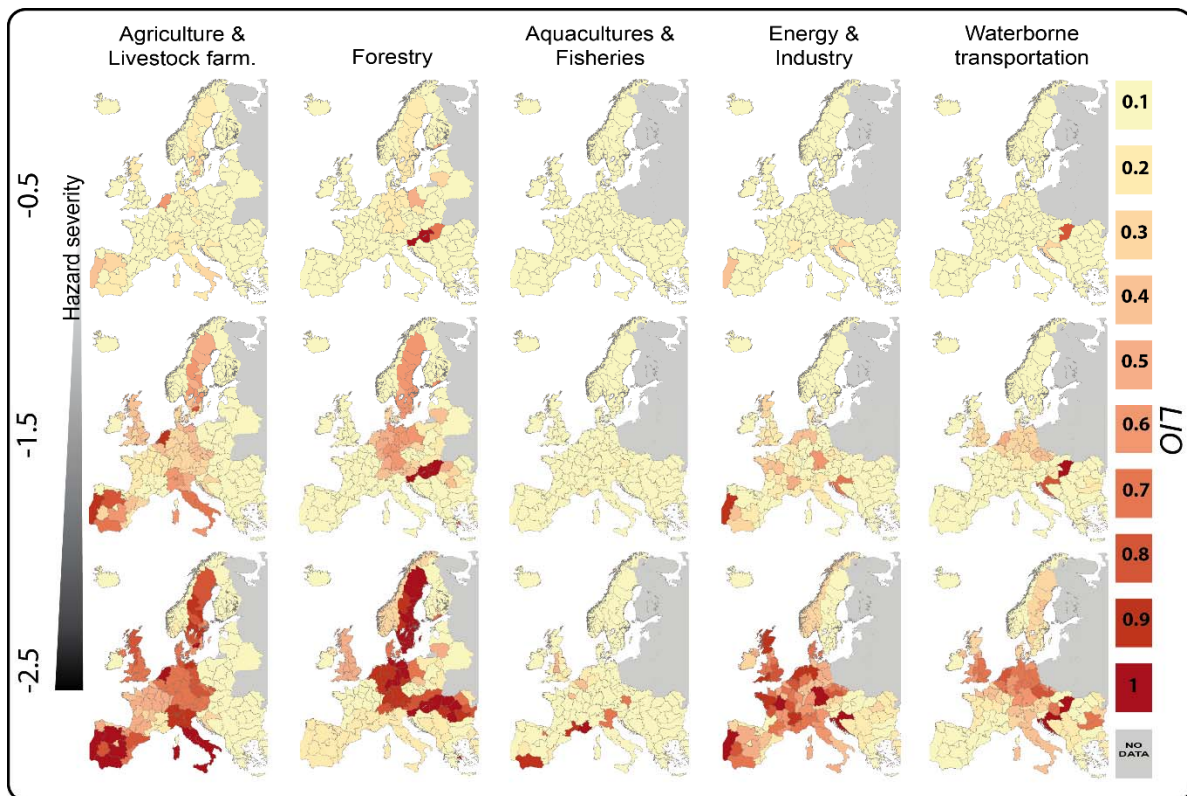 Agriculture &
Livestock farm.
Forestry
Aquacultures &
Fisheries
Energy &
Industry
Waterborne
transportation
-0.5
-1.5
-2.5
Hazard severity
0.1
0.2
0.3
0.4
0.5
0.6
0.7
0.8
0.9
1
NO
DATA
LIO